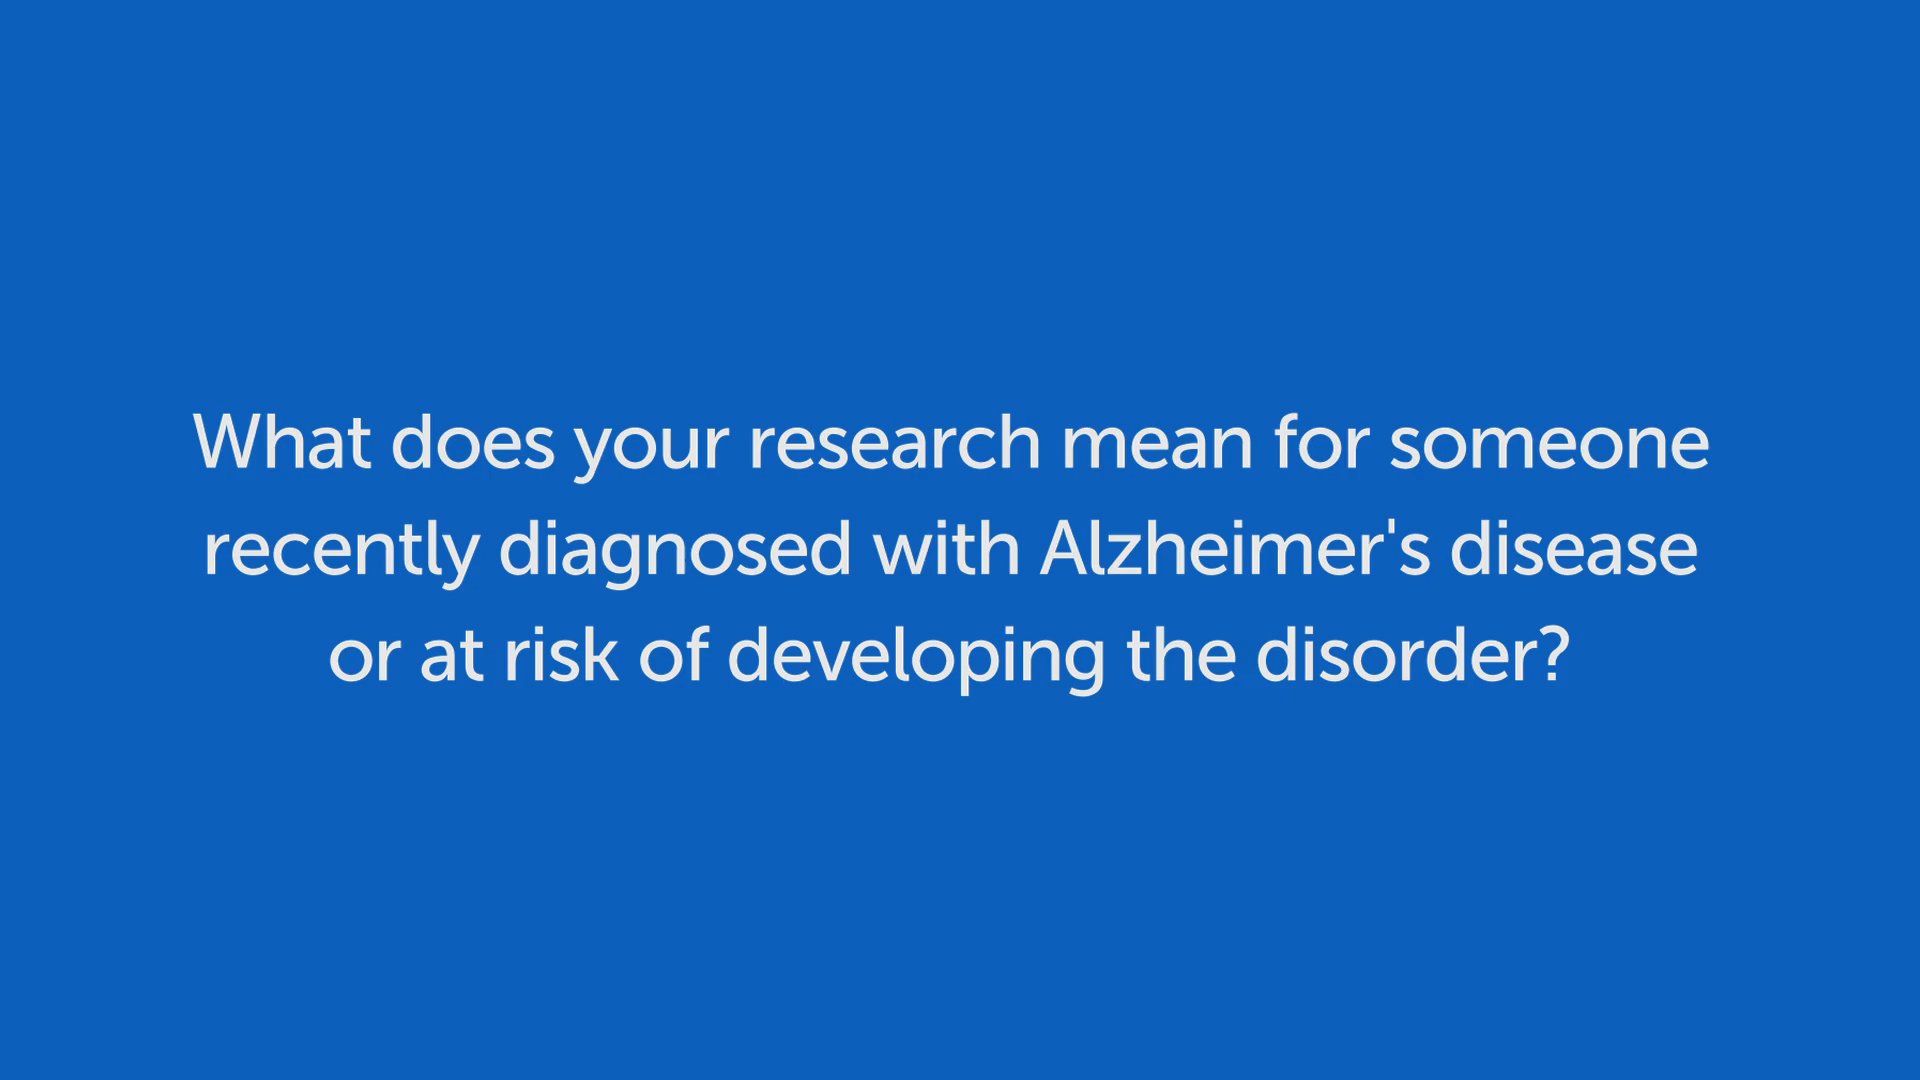 What does your research mean for someone
recently diagnosed with Alzheimer's disease
or at risk of developing the disorder?